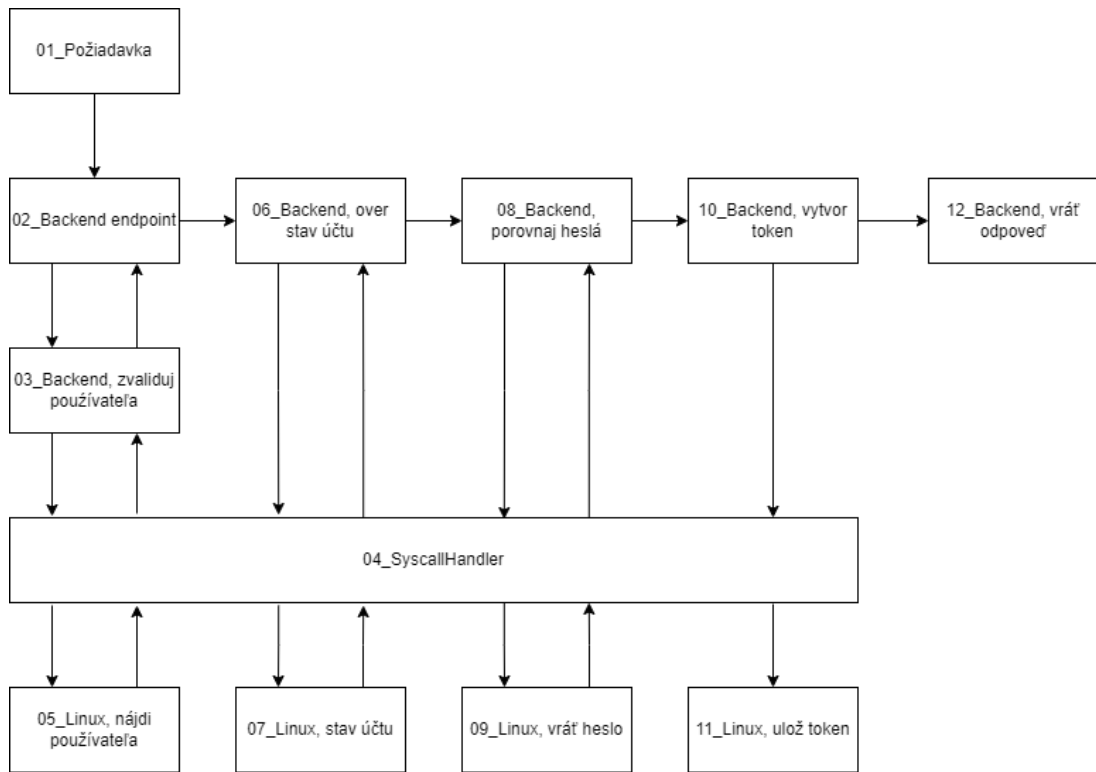 01_Požiadavka
02_Backend endpoint
06_Backend, over
stav účtu
08_Backend,
porovnaj heslá
10_Backend, vytvor
token
12_Backend, vráť
odpoveď
03_Backend, zvaliduj
používateľa
04_SyscallHandler
05_Linux, nájdi
používateľa
07_Linux, stav účtu
09_Linux, vráť heslo
11_Linux, ulož token